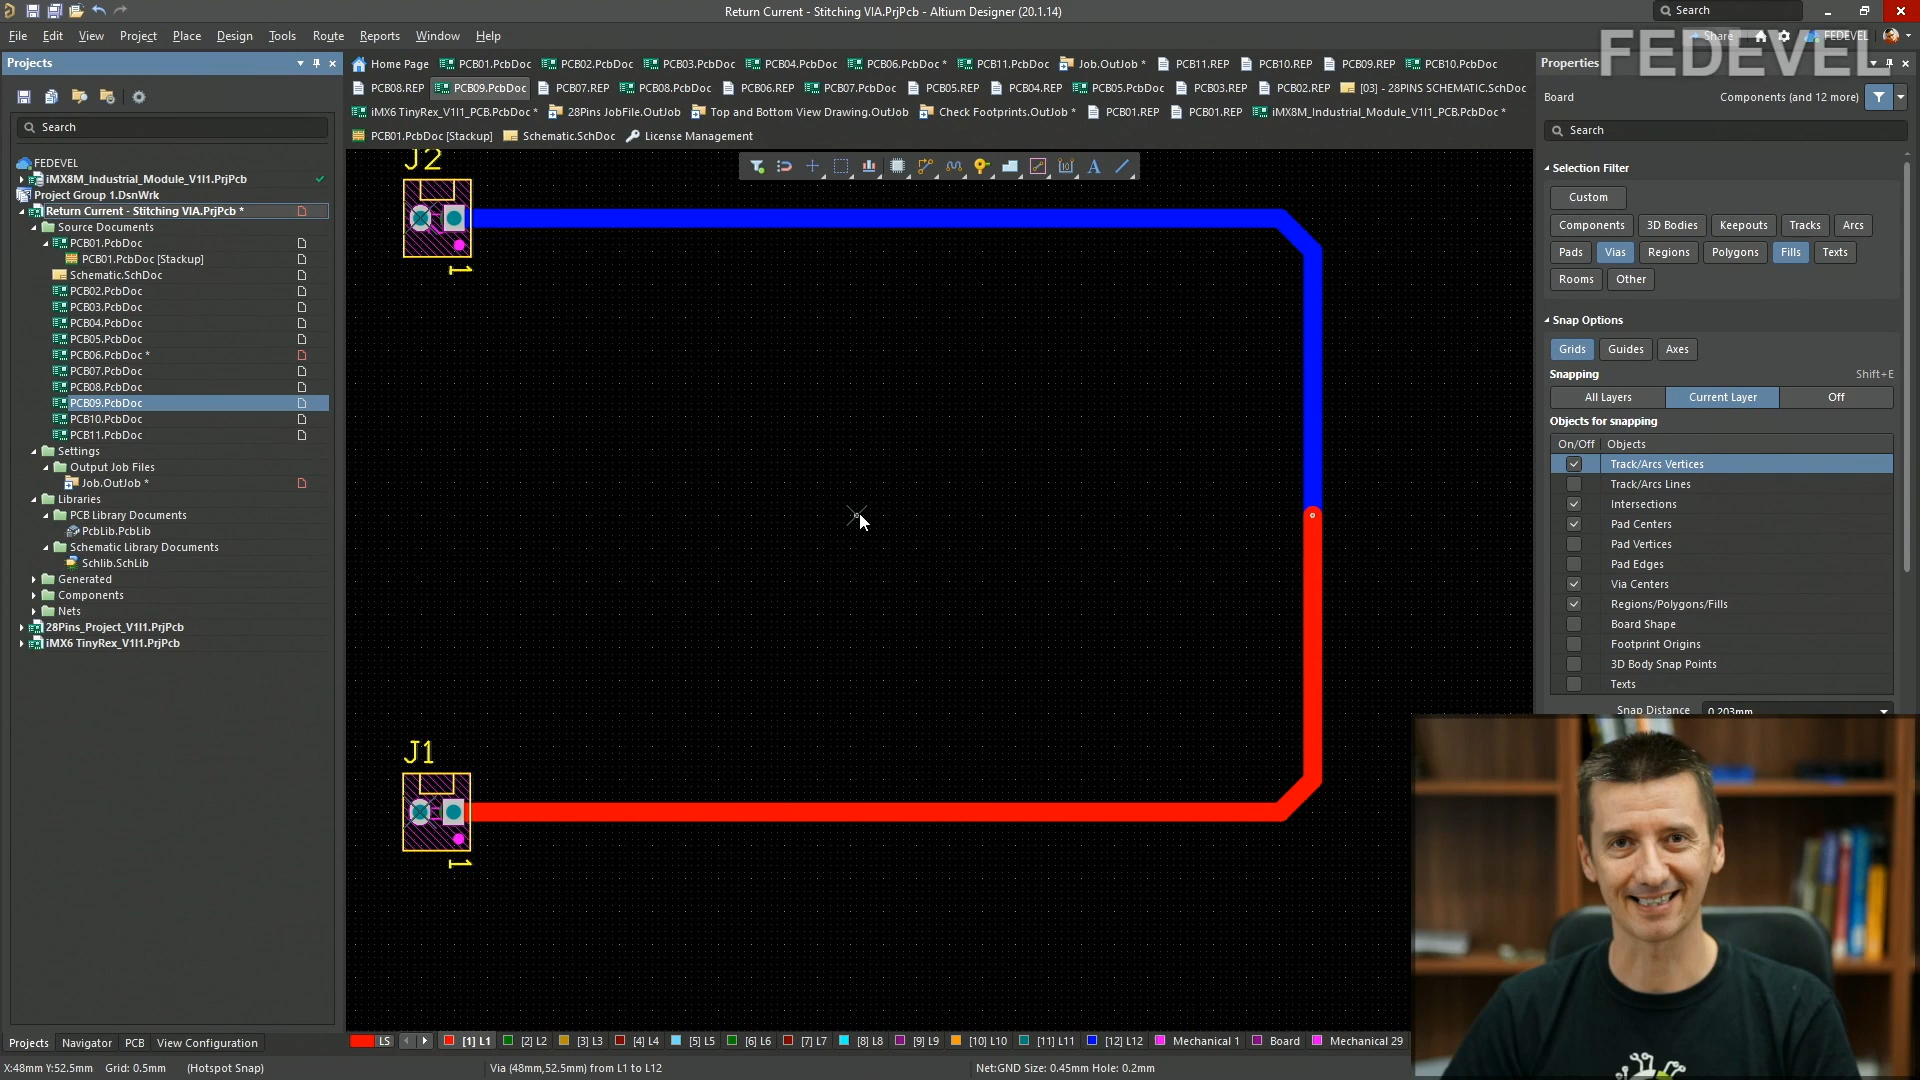 Return Current - Stitching VIA.PrjPcb - Altium Designer (20.1.14)
Search
File Edit View Project Place Design Tools Route Reports Window Help
Share FEDEVEL
FEDEVEL
Projects
Search
FEDEVEL
iMX8M_Industrial_Module_V1I1.PrjPcb
Project Group 1.DsnWrk
Return Current - Stitching VIA.PrjPcb *
Source Documents
PCB01.PcbDoc
PCB01.PcbDoc [Stackup]
Schematic.SchDoc
PCB02.PcbDoc
PCB03.PcbDoc
PCB04.PcbDoc
PCB05.PcbDoc
PCB06.PcbDoc *
PCB07.PcbDoc
PCB08.PcbDoc
PCB09.PcbDoc
PCB10.PcbDoc
PCB11.PcbDoc
Settings
Output Job Files
Job.OutJob *
Libraries
PCB Library Documents
PcbLib.PcbLib
Schematic Library Documents
Schlib.SchLib
Generated
Components
Nets
28Pins_Project_V1I1.PrjPcb
iMX6 TinyRex_V1I1.PrjPcb
Projects Navigator PCB View Configuration
Home Page PCB01.PcbDoc PCB02.PcbDoc PCB03.PcbDoc PCB04.PcbDoc PCB06.PcbDoc * PCB11.PcbDoc Job.OutJob * PCB11.REP PCB10.REP PCB09.REP PCB10.PcbDoc
PCB08.REP PCB09.PcbDoc PCB07.REP PCB08.PcbDoc PCB06.REP PCB07.PcbDoc PCB05.REP PCB04.REP PCB05.PcbDoc PCB03.REP PCB02.REP [03] - 28PINS SCHEMATIC.SchDoc
iMX6 TinyRex_V1I1_PCB.PcbDoc * 28Pins JobFile.OutJob Top and Bottom View Drawing.OutJob Check Footprints.OutJob * PCB01.REP PCB01.REP iMX8M_Industrial_Module_V1I1_PCB.PcbDoc *
PCB01.PcbDoc [Stackup] Schematic.SchDoc License Management
A
J2
1
J1
1
LS [1] L1 [2] L2 [3] L3 [4] L4 [5] L5 [6] L6 [7] L7 [8] L8 [9] L9 [10] L10 [11] L11 [12] L12 Mechanical 1 Board Mechanical 29
Properties
Board Components (and 12 more)
Search
Selection Filter
Custom
Components 3D Bodies Keepouts Tracks Arcs
Pads Vias Regions Polygons Fills Texts
Rooms Other
Snap Options
Grids Guides Axes
Snapping Shift+E
All Layers Current Layer Off
Objects for snapping
On/Off Objects
Track/Arcs Vertices
Track/Arcs Lines
Intersections
Pad Centers
Pad Vertices
Pad Edges
Via Centers
Regions/Polygons/Fills
Board Shape
Footprint Origins
3D Body Snap Points
Texts
Snap Distance 0.203mm
X:48mm Y:52.5mm Grid: 0.5mm (Hotspot Snap) Via (48mm,52.5mm) from L1 to L12 Net:GND Size: 0.45mm Hole: 0.2mm